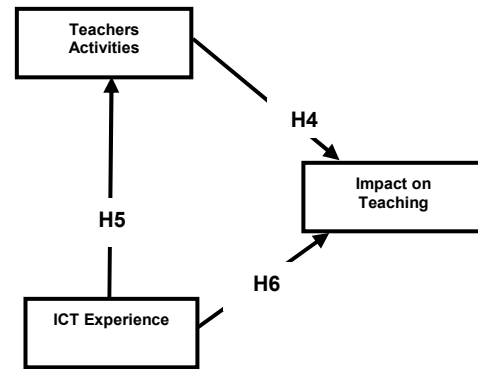 Teachers
Activities
H4
Impact on
Teaching
H5
H6
ICT Experience